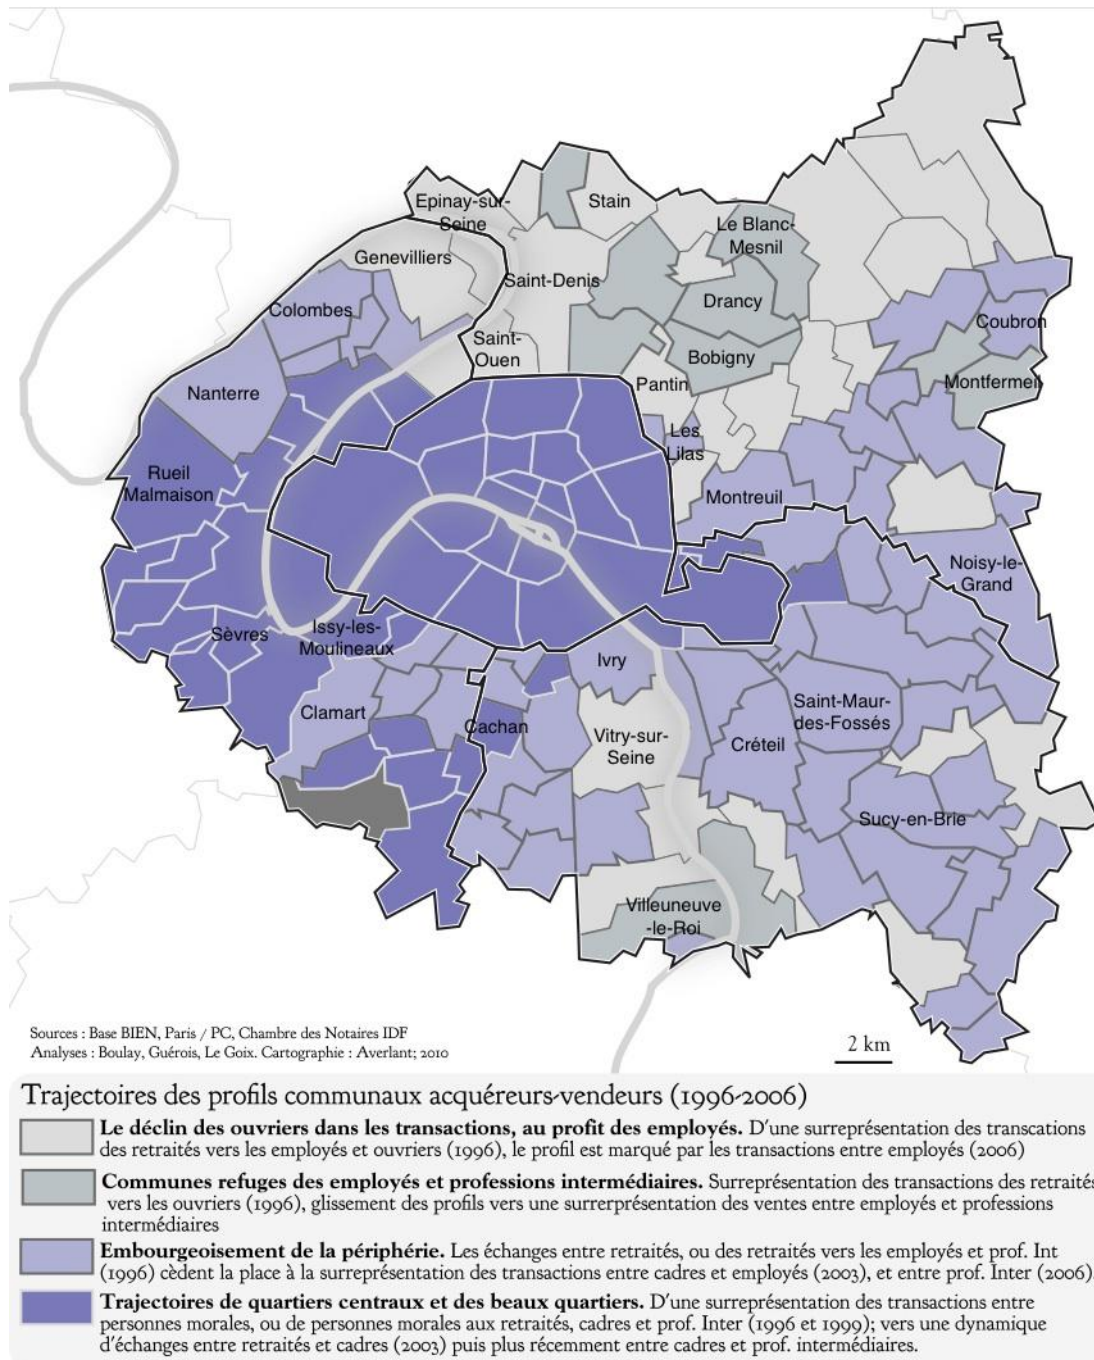 Epinay-sur-
Seine
Stain
Le Blanc-
Mesnil
Genevilliers
Saint-Denis
Drancy
Colombes
Coubron
Saint-
Ouen
Bobigny
Pantin
Montfermeil
Nanterre
Les
Lilas
Rueil
Malmaison
Montreuil
Noisy-le-
Grand
Sèvres
Issy-les-
Moulineaux
Ivry
Clamart
Cachan
Saint-Maur-
des-Fossés
Vitry-sur-
Seine
Créteil
Sucy-en-Brie
Villeuneuve
-le-Roi
Sources : Base BIEN, Paris / PC, Chambre des Notaires IDF
Analyses : Boulay, Guérois, Le Goix. Cartographie : Averlant; 2010
2 km
Trajectoires des profils communaux acquéreurs-vendeurs (1996-2006)
Le déclin des ouvriers dans les transactions, au profit des employés. D'une surreprésentation des transcations
des retraités vers les employés et ouvriers (1996), le profil est marqué par les transactions entre employés (2006)
Communes refuges des employés et professions intermédiaires. Surreprésentation des transactions des retraités
vers les ouvriers (1996), glissement des profils vers une surrerprésentation des ventes entre employés et professions
intermédiaires
Embourgeoisement de la périphérie. Les échanges entre retraités, ou des retraités vers les employés et prof. Int
(1996) cèdent la place à la surreprésentation des transactions entre cadres et employés (2003), et entre prof. Inter (2006).
Trajectoires de quartiers centraux et des beaux quartiers. D'une surreprésentation des transactions entre
personnes morales, ou de personnes morales aux retraités, cadres et prof. Inter (1996 et 1999); vers une dynamique
d'échanges entre retraités et cadres (2003) puis plus récemment entre cadres et prof. intermédiaires.